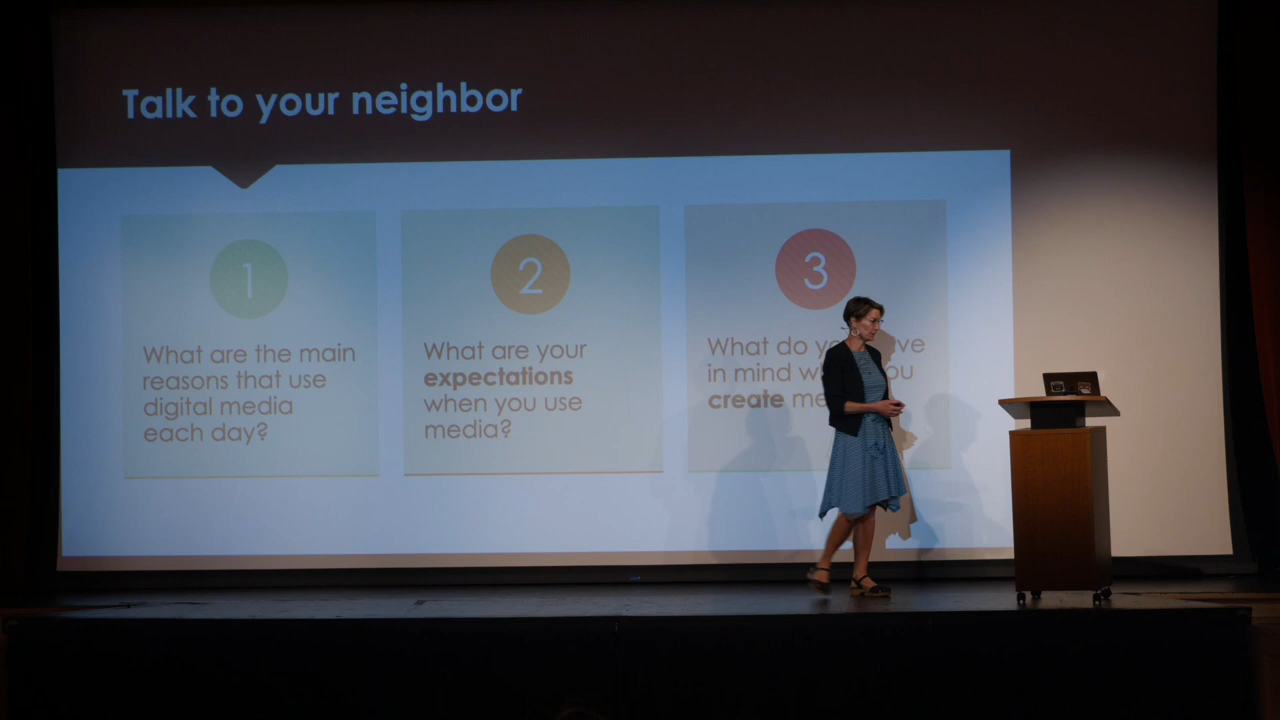 Talk to your neighbor
1
What are the main
reasons that use
digital media
each day?
2
What are your
expectations
when you use
media?
3
What do
in mind
create